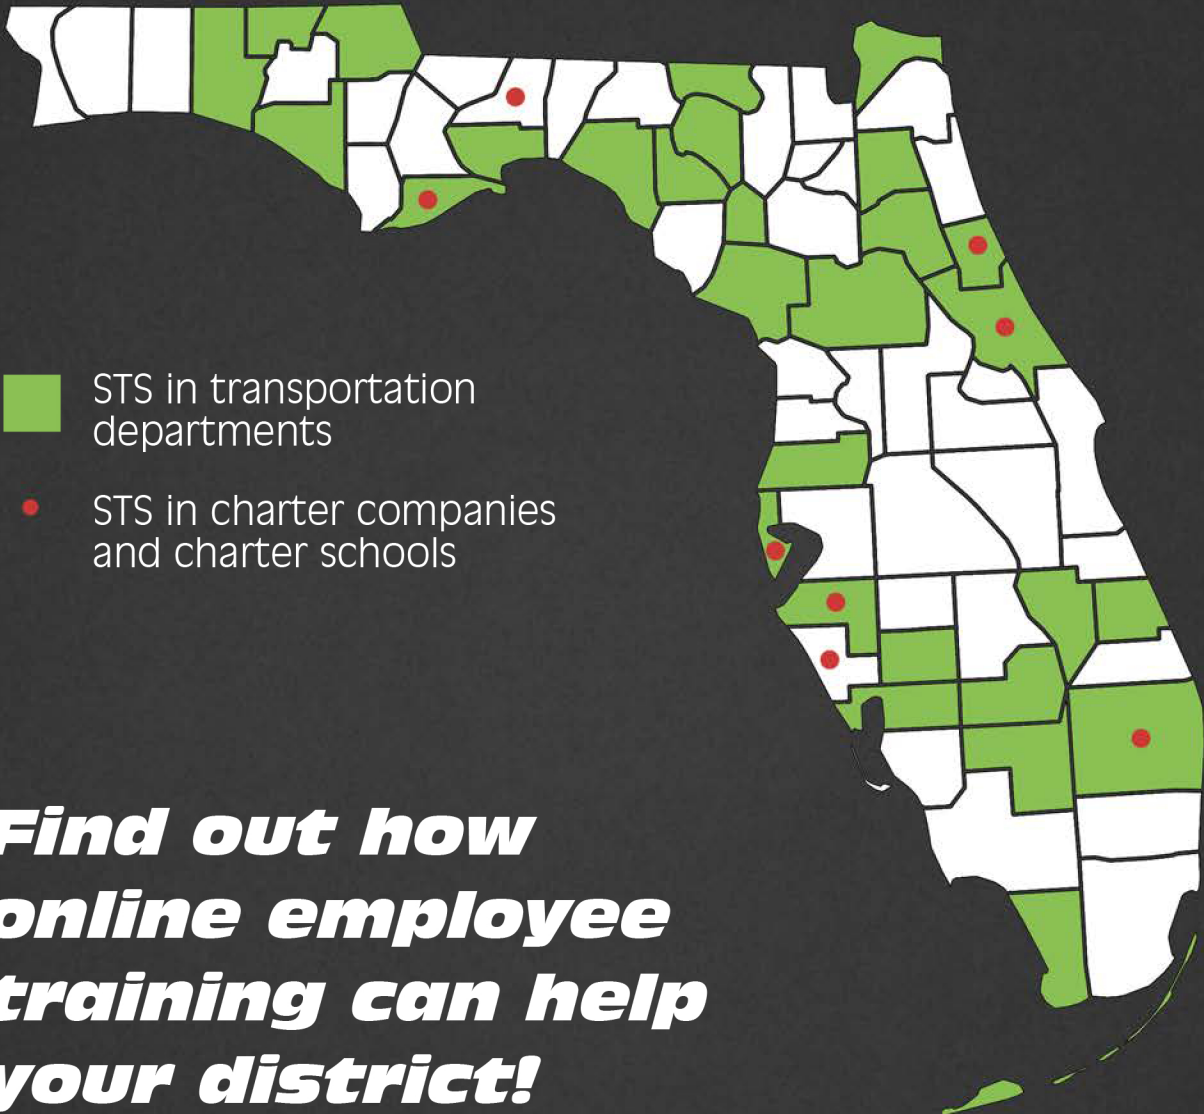 STS in transportation
departments
STS in charter companies
and charter schools
Find out how
online employee
training can help
your district!